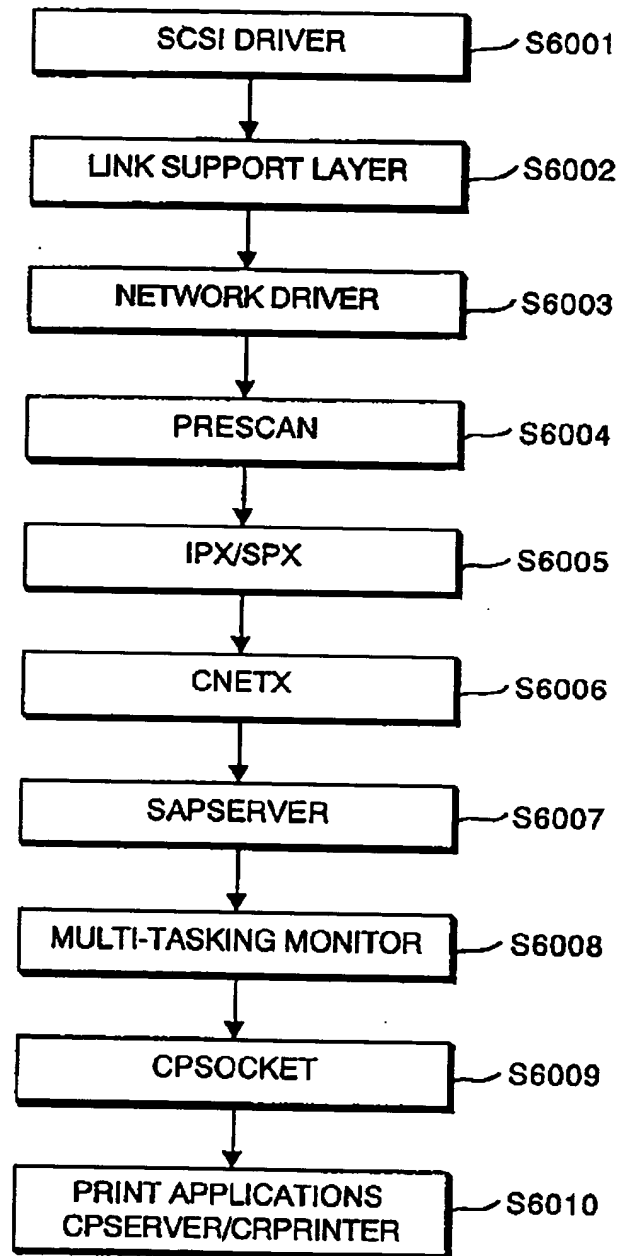 SCSI DRIVER
S6001
LINK SUPPORT LAYER
S6002
NETWORK DRIVER
S6003
PRESCAN
S6004
IPX/SPX
S6005
CNETX
S6006
SAPSERVER
S6007
MULTI-TASKING MONITOR
S6008
CPSOCKET
S6009
PRINT APPLICATIONS
CPSERVER/CRPRINTER
S6010